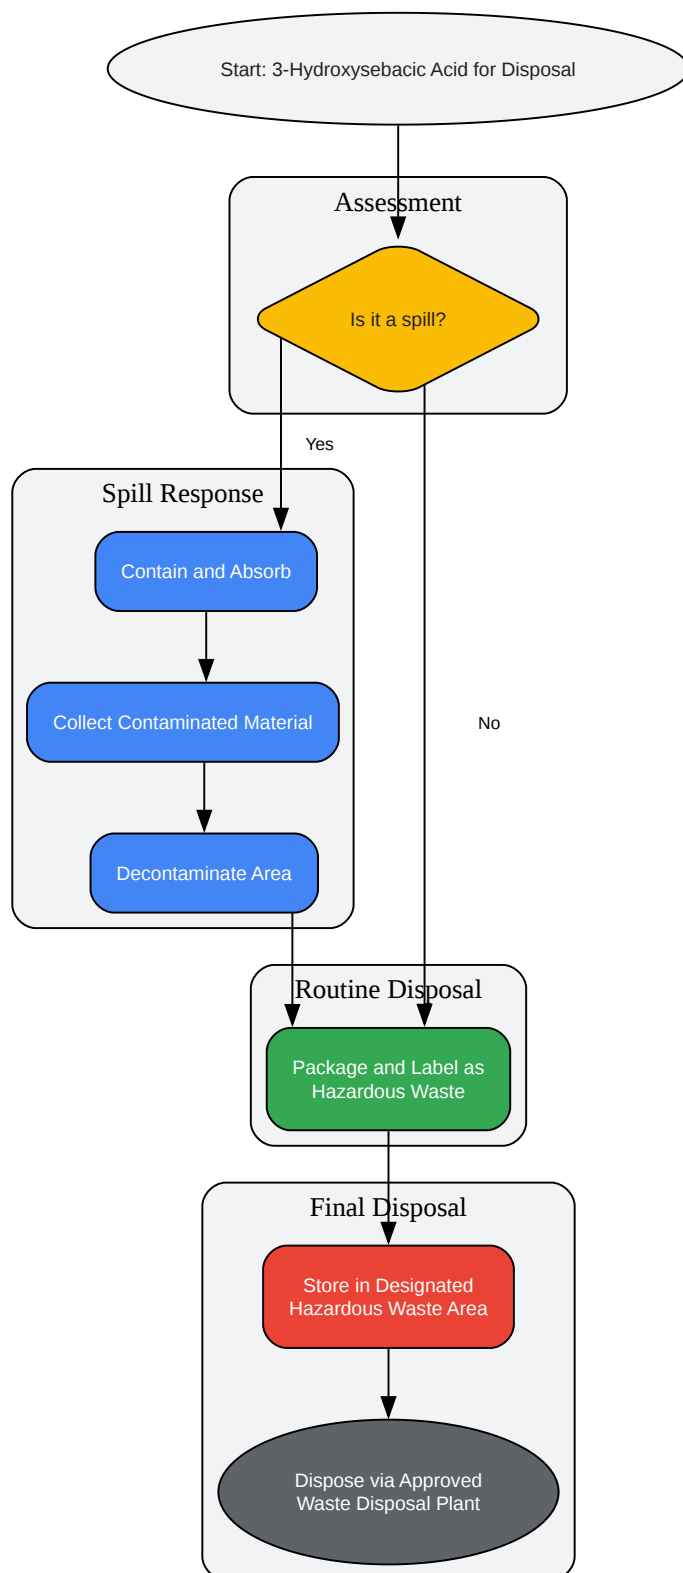 Start: 3-Hydroxysebacic Acid for Disposal
Assessment
Is it a spill?
Yes
Spill Response
Contain and Absorb
Collect Contaminated Material
No
Decontaminate Area
Routine Disposal
Package and Label as
Hazardous Waste
Final Disposal
Store in Designated
Hazardous Waste Area
Dispose via Approved
Waste Disposal Plant